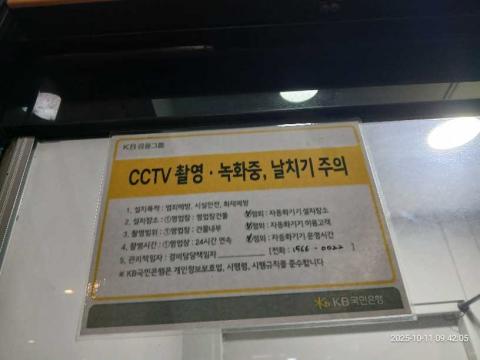 KB 금융그룹
CCTV 촬영 · 녹화중, 날치기 주의
1. 설치목적 : 범죄예방, 시설안전, 화재예방
2. 설치장소 : ①영업장 : 영업장건물 ②점외 : 자동화기기 설치장소
3. 촬영범위 : ①영업장 : 건물내부 ②점외 : 자동화기기 이용고객
4. 촬영시간 : ①영업장 : 24시간 연속 ②점외 : 자동화기기 운영시간
5. 관리책임자 : 경비담당책임자 [전화 : 1566-0022 ]
※ KB국민은행은 개인정보보호법, 시행령, 시행규칙을 준수합니다
KB국민은행
2025-10-11 09:42:05